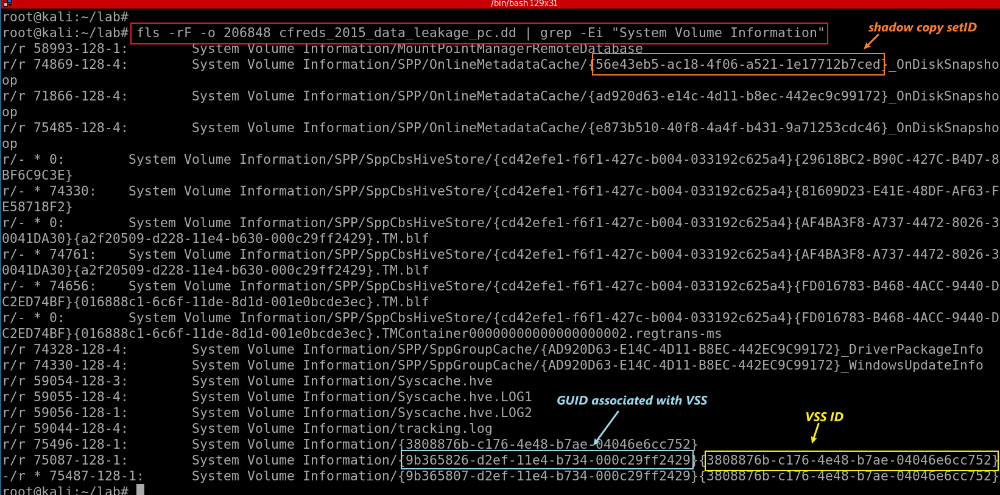 /bin/bash 129x31
root@kali:~/lab#
root@kali:~/lab# fls -rF -o 206848 cfreds_2015_data_leakage_pc.dd | grep -Ei "System Volume Information"
shadow copy setID
r/r 58993-128-1: System Volume Information/MountPointManagerRemoteDatabase
r/r 74869-128-4: System Volume Information/SPP/OnlineMetadataCache/{56e43eb5-ac18-4f06-a521-1e17712b7ced}_OnDiskSnapsho
op
r/r 71866-128-4: System Volume Information/SPP/OnlineMetadataCache/{ad920d63-e14c-4d11-b8ec-442ec9c99172}_OnDiskSnapsho
op
r/r 75485-128-4: System Volume Information/SPP/OnlineMetadataCache/{e873b510-40f8-4a4f-b431-9a71253cdc46}_OnDiskSnapsho
op
r/- * 0: System Volume Information/SPP/SppCbsHiveStore/{cd42efe1-f6f1-427c-b004-033192c625a4}{29618BC2-B90C-427C-B4D7-8
BF6C9C3E}
r/- * 74330: System Volume Information/SPP/SppCbsHiveStore/{cd42efe1-f6f1-427c-b004-033192c625a4}{81609D23-E41E-48DF-AF63-F
E58718F2}
r/- * 0: System Volume Information/SPP/SppCbsHiveStore/{cd42efe1-f6f1-427c-b004-033192c625a4}{AF4BA3F8-A737-4472-8026-3
0041DA30}{a2f20509-d228-11e4-b630-000c29ff2429}.TM.blf
r/- * 74761: System Volume Information/SPP/SppCbsHiveStore/{cd42efe1-f6f1-427c-b004-033192c625a4}{AF4BA3F8-A737-4472-8026-3
0041DA30}{a2f20509-d228-11e4-b630-000c29ff2429}.TM.blf
r/- * 74656: System Volume Information/SPP/SppCbsHiveStore/{cd42efe1-f6f1-427c-b004-033192c625a4}{FD016783-B468-4ACC-9440-D
C2ED74BF}{016888c1-6c6f-11de-8d1d-001e0bcde3ec}.TM.blf
r/- * 0: System Volume Information/SPP/SppCbsHiveStore/{cd42efe1-f6f1-427c-b004-033192c625a4}{FD016783-B468-4ACC-9440-D
C2ED74BF}{016888c1-6c6f-11de-8d1d-001e0bcde3ec}.TMContainer00000000000000000002.regtrans-ms
r/r 74328-128-4: System Volume Information/SPP/SppGroupCache/{AD920D63-E14C-4D11-B8EC-442EC9C99172}_DriverPackageInfo
r/r 74330-128-4: System Volume Information/SPP/SppGroupCache/{AD920D63-E14C-4D11-B8EC-442EC9C99172}_WindowsUpdateInfo
r/r 59054-128-3: System Volume Information/Syscache.hve
r/r 59055-128-4: System Volume Information/Syscache.hve.LOG1
GUID associated with VSS
r/r 59056-128-1: System Volume Information/Syscache.hve.LOG2
VSS ID
r/r 59044-128-4: System Volume Information/tracking.log
r/r 75496-128-1: System Volume Information/{3808876b-c176-4e48-b7ae-04046e6cc752}
r/r 75087-128-1: System Volume Information/{9b365826-d2ef-11e4-b734-000c29ff2429}{3808876b-c176-4e48-b7ae-04046e6cc752}
-/r * 75487-128-1: System Volume Information/{9b365807-d2ef-11e4-b734-000c29ff2429}{3808876b-c176-4e48-b7ae-04046e6cc752}
root@kali:~/lab#